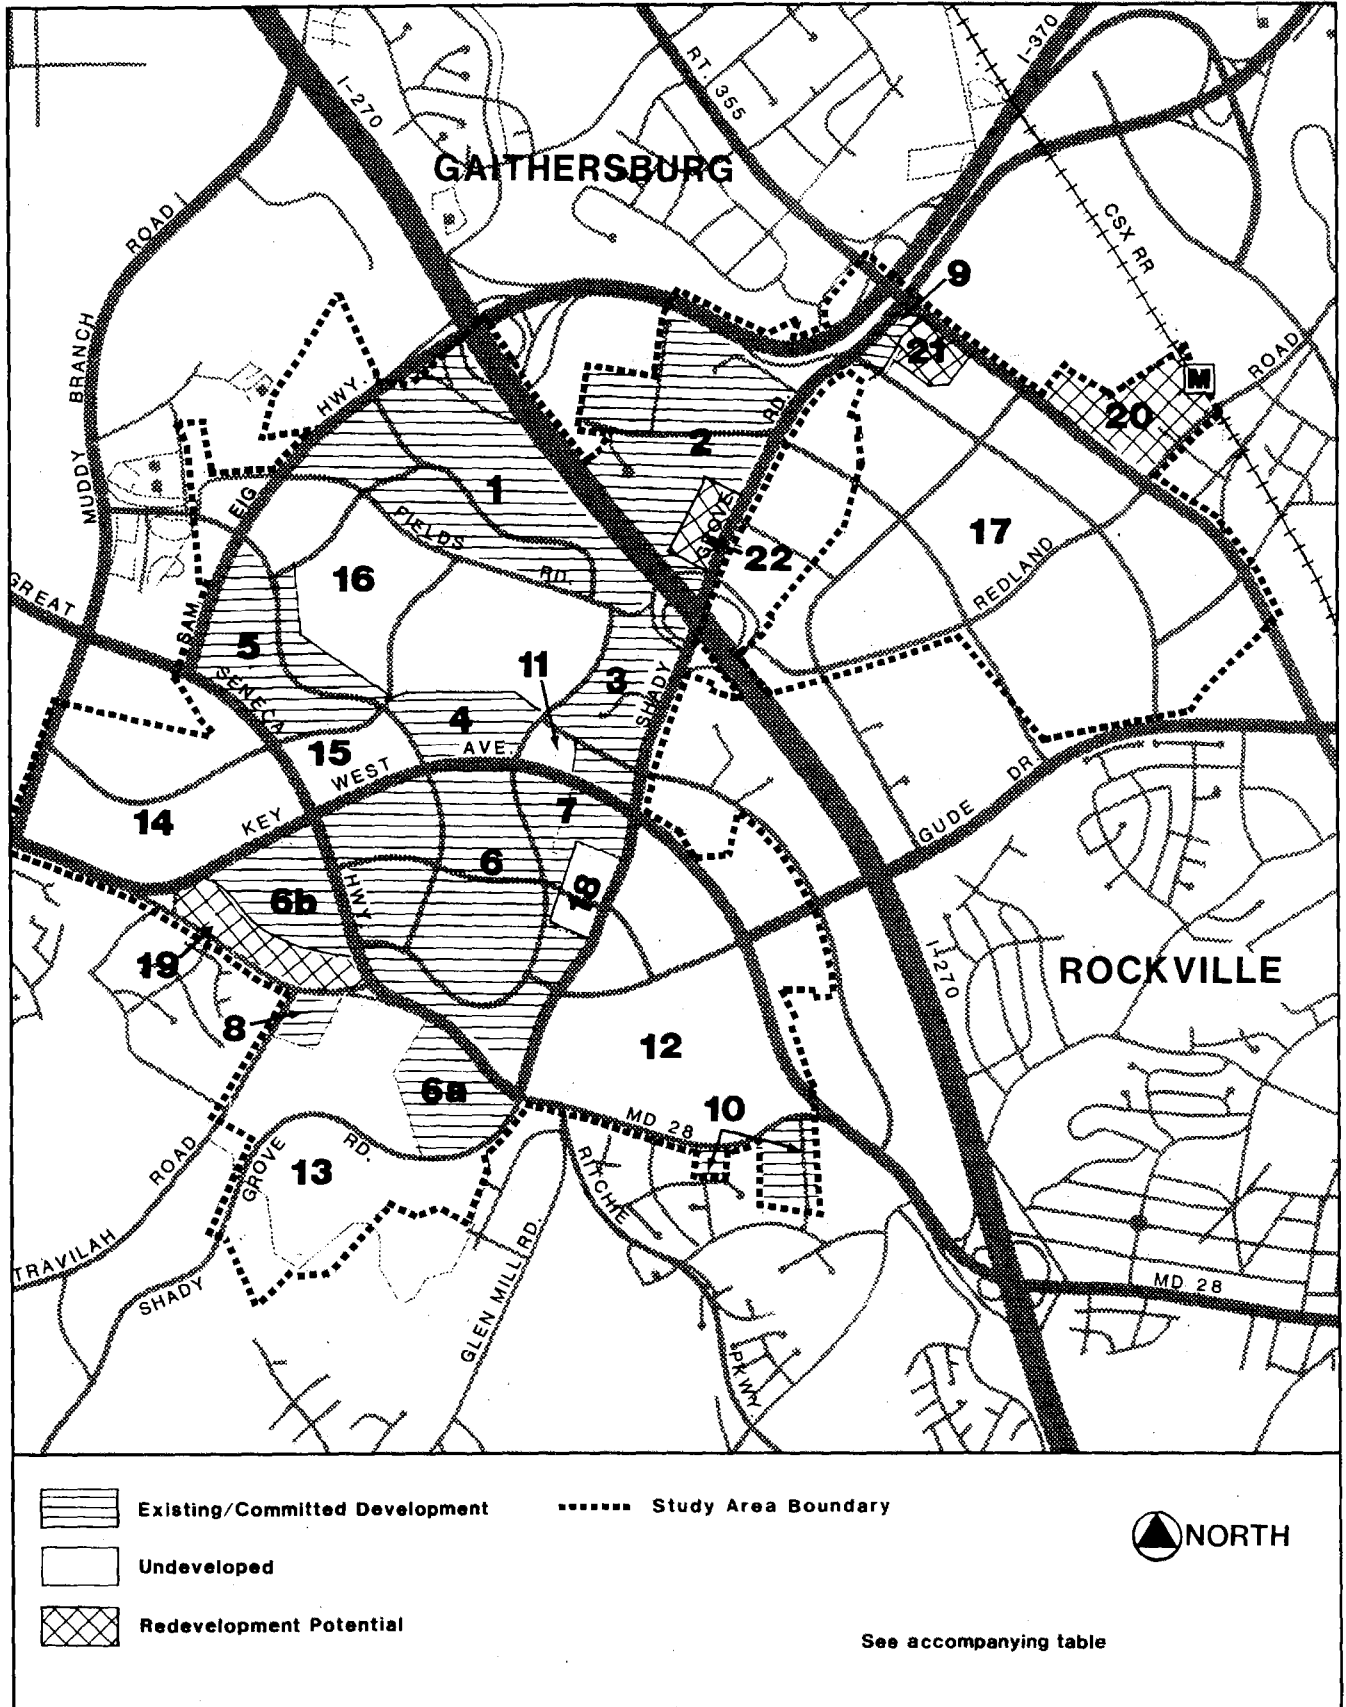 I-270
RT. 355
I-370
GAITHERSBURG
ROAD
CSX RR
9
MUDDY BRANCH
21
ROAD
M
HWY.
20
RD.
2
EIG
1
FIELDS
GROVE
17
22
RD.
REDLAND
16
GREAT
SAM
5
11
3
SENECA
SHADY
4
AVE.
15
WEST
DR.
14
KEY
7
GUDE
6
18
6b
HWY
19
I-270
ROCKVILLE
8
12
6a
10
MD 28
ROAD
GROVE
RD.
13
RITCHIE
TRAVILAH
SHADY
GLEN MILL RD.
MD 28
PKWY.
Existing/Committed Development
Study Area Boundary
NORTH
Undeveloped
Redevelopment Potential
See accompanying table